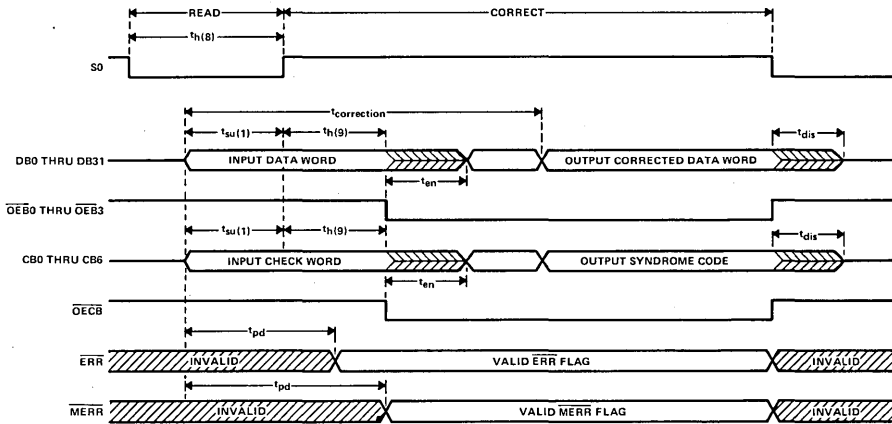 READ CORRECT
th(8)
S0
tcorrection
tsu(1) th(9) tdis
DB0 THRU DB31 INPUT DATA WORD OUTPUT CORRECTED DATA WORD
ten
OEB0 THRU OEB3
tsu(1) th(9) tdis
CB0 THRU CB6 INPUT CHECK WORD OUTPUT SYNDROME CODE
ten
OECB
tpd
ERR INVALID VALID ERR FLAG INVALID
tpd
MERR INVALID VALID MERR FLAG INVALID